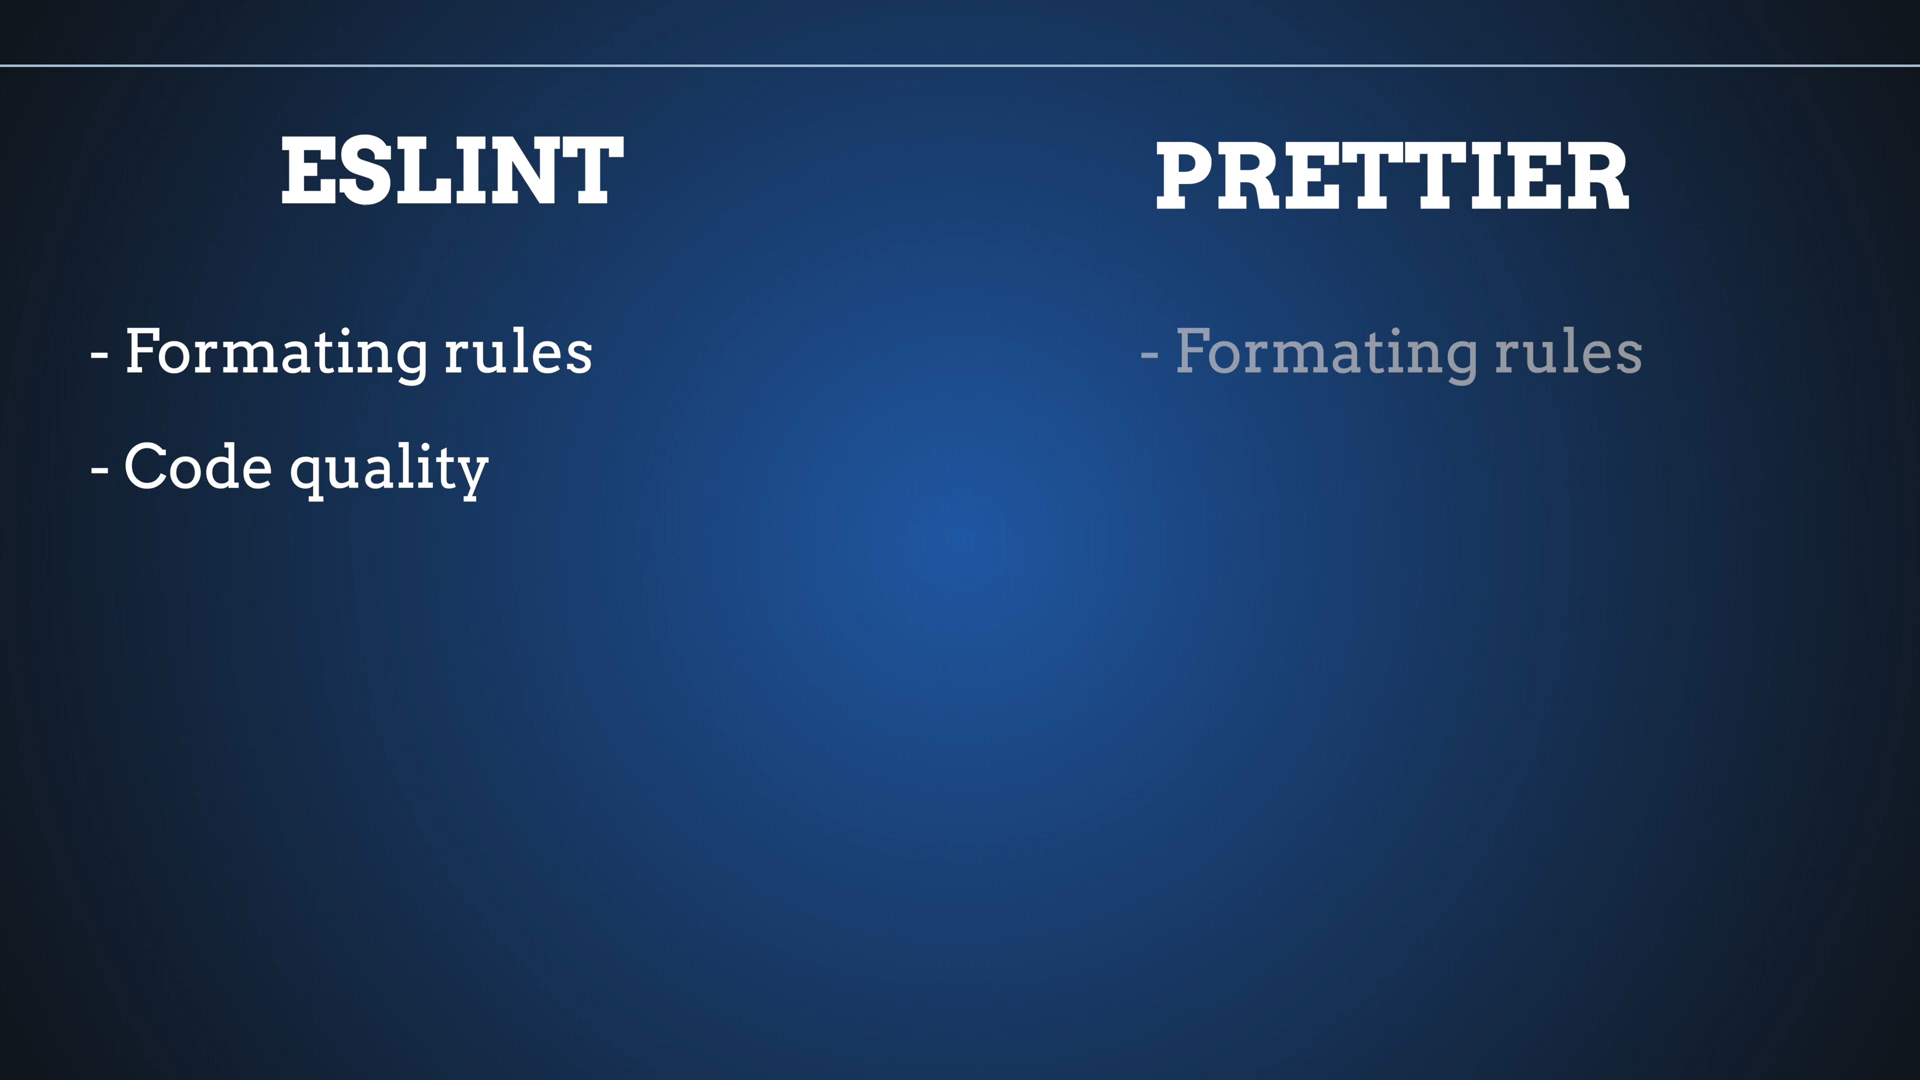 ESLINT
- Formating rules
- Code quality
PRETTIER
- Formating rules